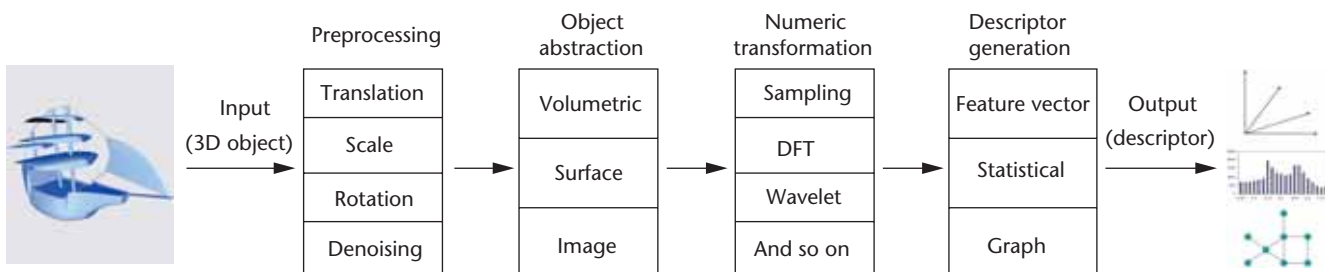 Preprocessing
Object
abstraction
Numeric
transformation
Descriptor
generation
Input
(3D object)
Translation
Scale
Rotation
Denoising
Volumetric
Surface
Image
Sampling
DFT
Wavelet
And so on
Feature vector
Statistical
Graph
Output
(descriptor)